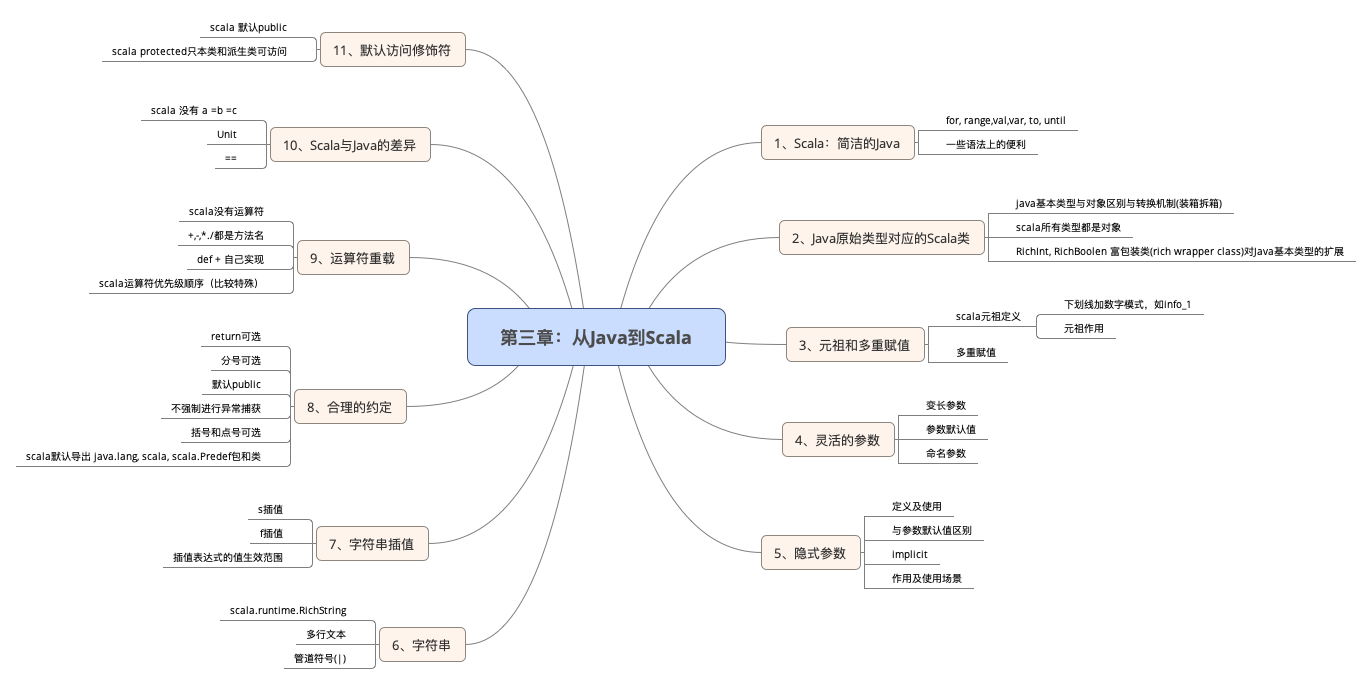 第三章：从Java到Scala
1、Scala：简洁的Java
for, range,val,var, to, until
一些语法上的便利
2、Java原始类型对应的Scala类
java基本类型与对象区别与转换机制(装箱拆箱)
scala所有类型都是对象
RichInt, RichBoolen 富包装类(rich wrapper class)对Java基本类型的扩展
3、元祖和多重赋值
scala元祖定义
下划线加数字模式，如info_1
元祖作用
多重赋值
4、灵活的参数
变长参数
参数默认值
命名参数
5、隐式参数
定义及使用
与参数默认值区别
implicit
作用及使用场景
6、字符串
scala.runtime.RichString
多行文本
管道符号(|)
7、字符串插值
s插值
f插值
插值表达式的值生效范围
8、合理的约定
return可选
分号可选
默认public
不强制进行异常捕获
括号和点号可选
scala默认导出 java.lang, scala, scala.Predef包和类
9、运算符重载
scala没有运算符
+,-,*./都是方法名
def + 自己实现
scala运算符优先级顺序（比较特殊）
10、Scala与Java的差异
scala 没有 a =b =c
Unit
==
11、默认访问修饰符
scala 默认public
scala protected只本类和派生类可访问